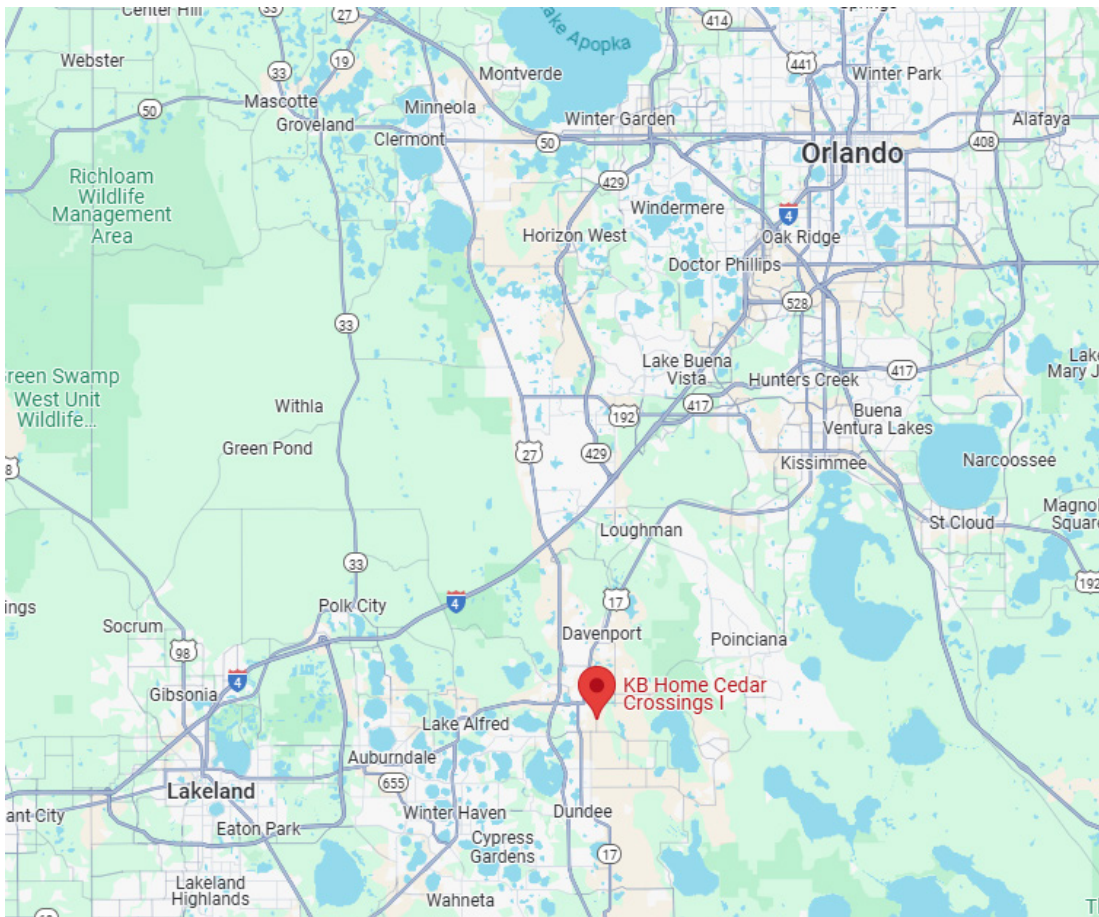 Center Hill
33
27
414
Springs
Lake Apopka
Webster
19
441
33
Montverde
Winter Park
50
Mascotte
Minneola
Groveland
Winter Garden
Alafaya
Clermont
50
408
Orlando
Richloam
Wildlife
Management
Area
429
Windermere
4
Horizon West
Oak Ridge
Doctor Phillips
528
33
Lake Buena
Vista
Hunters Creek
417
Lake
Mary J
Green Swamp
West Unit
Wildlife...
Withla
192
417
Buena
Ventura Lakes
Green Pond
27
429
Kissimmee
Narcoossee
8
Loughman
St Cloud
Magnol
Square
33
192
4
17
ings
Polk City
Socrum
Davenport
Poinciana
98
4
KB Home Cedar
Crossings I
Gibsonia
Lake Alfred
Auburndale
655
Lakeland
ant City
Winter Haven
Dundee
Eaton Park
Cypress
Gardens
17
Lakeland
Highlands
Wahneta